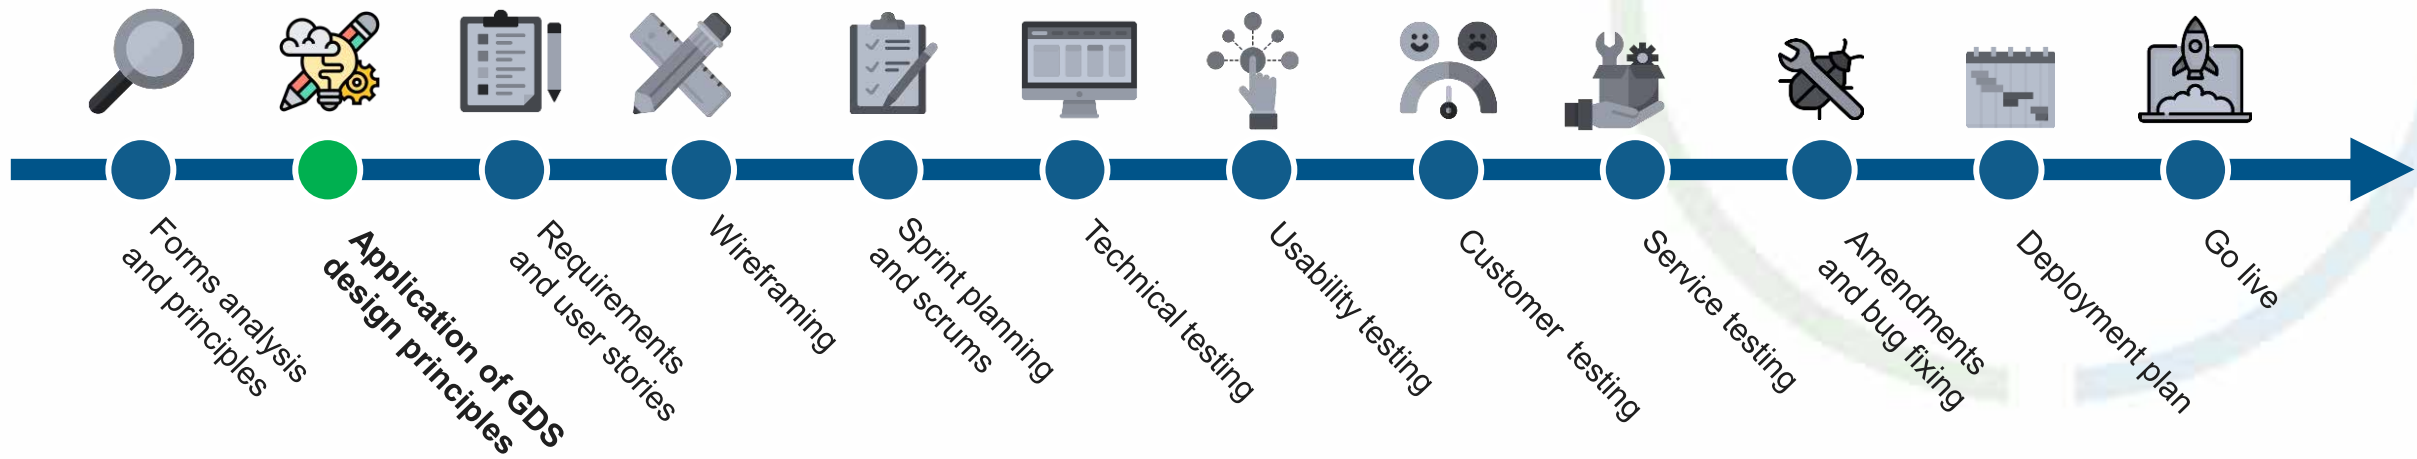 Forms analysis
and principles
Application of GDS
design principles
Requirements
and user stories
Wireframing
Sprint planning
and scrums
Technical testing
Usability testing
Customer testing
Service testing
Amendments
and bug fixing
Deployment plan
Go live